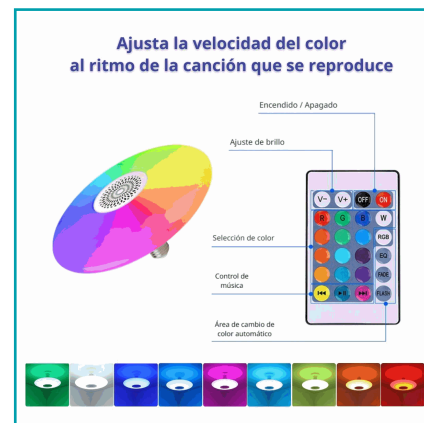 Ajusta la velocidad del color
al ritmo de la canción que se reproduce
Encendido / Apagado
Ajuste de brillo
V- V+ OFF ON
R G B W
Selección de color
RGB
EQ
Control de
música
FADE
FLASH
Área de cambio de
color automático